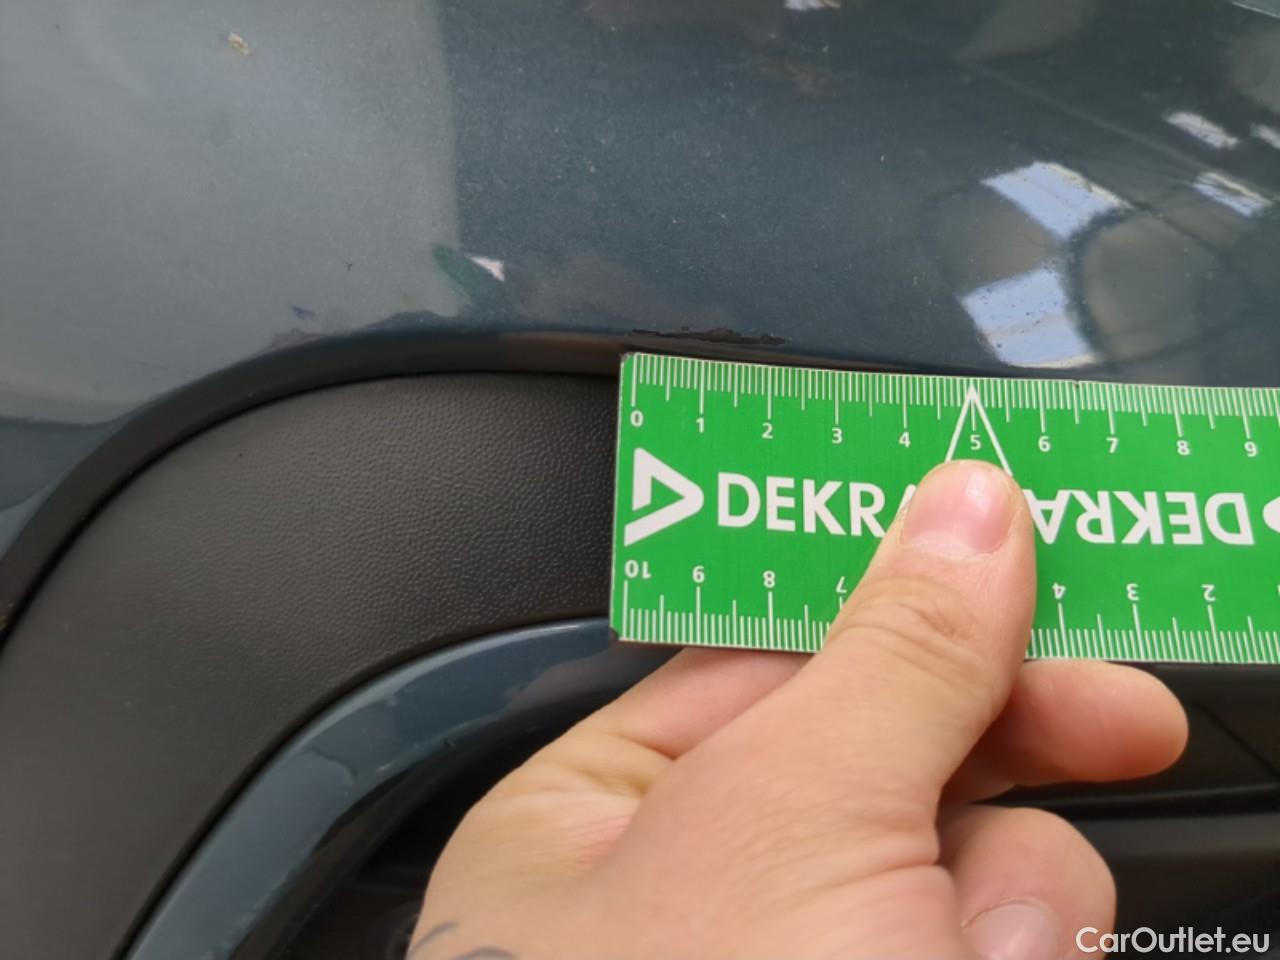 0 1 2 3 4 5 6 7 8 9
DEKRA DEKRA
10 9 8 7 4 3 2
CarOutlet.eu